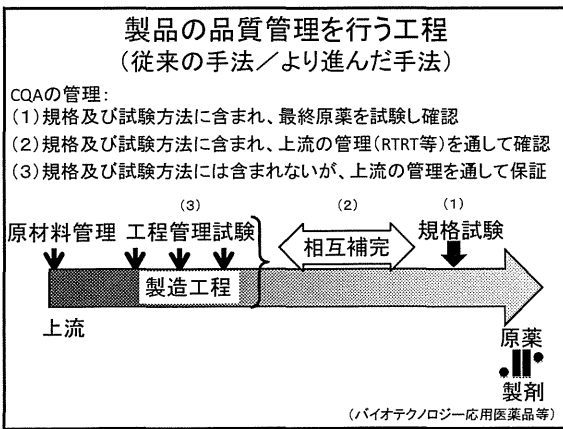 製品の品質管理を行う工程
(従来の手法／より進んだ手法)
CQAの管理:
(1)規格及び試験方法に含まれ、最終原薬を試験し確認
(2)規格及び試験方法に含まれ、上流の管理(RTRT等)を通して確認
(3)規格及び試験方法には含まれないが、上流の管理を通して保証
(3)
(2)
(1)
原材料管理 工程管理試験
相互補完
規格試験
製造工程
上流
原薬
製剤
(バイオテクノロジー応用医薬品等)